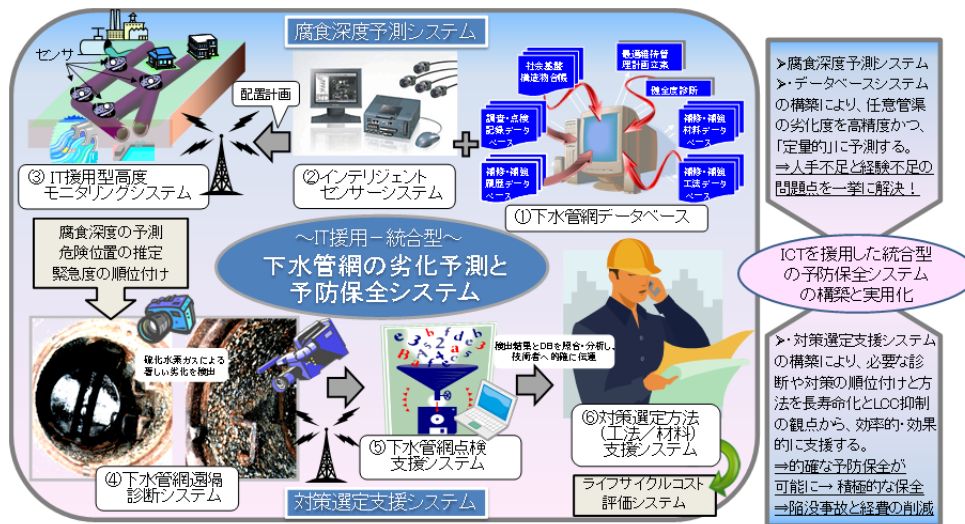 腐食深度予測システム
センサ
配置計画
社会基盤
構造物台帳
最適維持管
理計画立案
健全度診断
調査・点検
記録データ
ベース
補修・補強
材料データ
ベース
補修・補強
履歴データ
ベース
補修・補強
工法データ
ベース
③ IT援用型高度
モニタリングシステム
②インテリジェント
センサーシステム
①下水管網データベース
腐食深度の予測
危険位置の推定
緊急度の順位付け
~IT援用-統合型~
下水管網の劣化予測と
予防保全システム
硫化水素ガスによる
著しい劣化を検出
検出結果とDBを照合・分析し、
技術者へ的確に伝達
④下水管網遠隔
診断システム
⑤下水管網点検
支援システム
⑥対策選定方法
(工法/材料)
支援システム
対策選定支援システム
ライフサイクルコスト
評価システム
➢腐食深度予測システム
➢・データベースシステム
の構築により、任意管渠
の劣化度を高精度かつ、
「定量的」に予測する。
⇒人手不足と経験不足の
問題点を一挙に解決!
ICTを援用した統合型
の予防保全システム
の構築と実用化
➢・対策選定支援システム
の構築により、必要な診
断や対策の順位付けと方
法を長寿命化とLCC抑制
の観点から、効率的・効果
的に支援する。
⇒的確な予防保全が
可能に→積極的な保全
⇒陥没事故と経費の削減